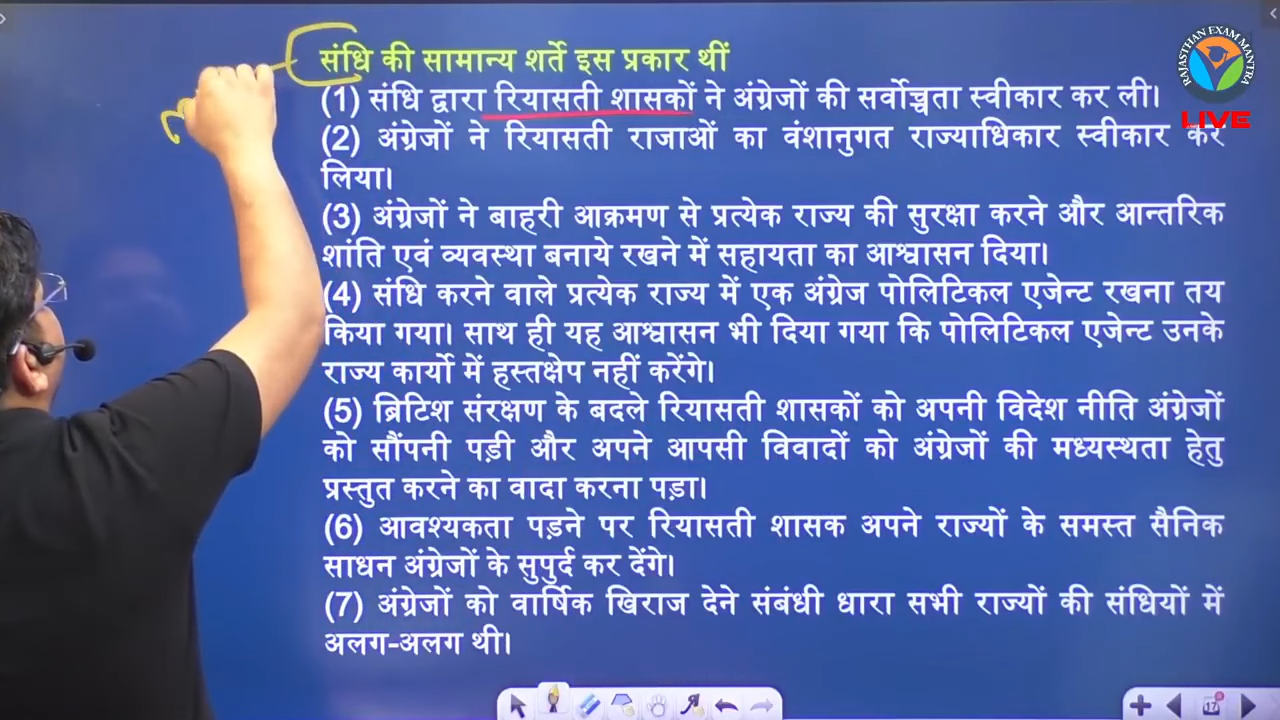 संधि की सामान्य शर्ते इस प्रकार थीं
(1) संधि द्वारा रियासती शासकों ने अंग्रेजों की सर्वोच्चता स्वीकार कर ली।
(2) अंग्रेजों ने रियासती राजाओं का वंशानुगत राज्याधिकार स्वीकार कर
लिया।
(3) अंग्रेजों ने बाहरी आक्रमण से प्रत्येक राज्य की सुरक्षा करने और आन्तरिक
शांति एवं व्यवस्था बनाये रखने में सहायता का आश्वासन दिया।
(4) संधि करने वाले प्रत्येक राज्य में एक अंग्रेज पोलिटिकल एजेन्ट रखना तय
किया गया। साथ ही यह आश्वासन भी दिया गया कि पोलिटिकल एजेन्ट उनके
राज्य कार्यो में हस्तक्षेप नहीं करेंगे।
(5) ब्रिटिश संरक्षण के बदले रियासती शासकों को अपनी विदेश नीति अंग्रेजों
को सौंपनी पड़ी और अपने आपसी विवादों को अंग्रेजों की मध्यस्थता हेतु
प्रस्तुत करने का वादा करना पड़ा।
(6) आवश्यकता पड़ने पर रियासती शासक अपने राज्यों के समस्त सैनिक
साधन अंग्रेजों के सुपुर्द कर देंगे।
(7) अंग्रेजों को वार्षिक खिराज देने संबंधी धारा सभी राज्यों की संधियों में
अलग-अलग थी।
RAJASTHAN EXAM MANTRA
LIVE
17